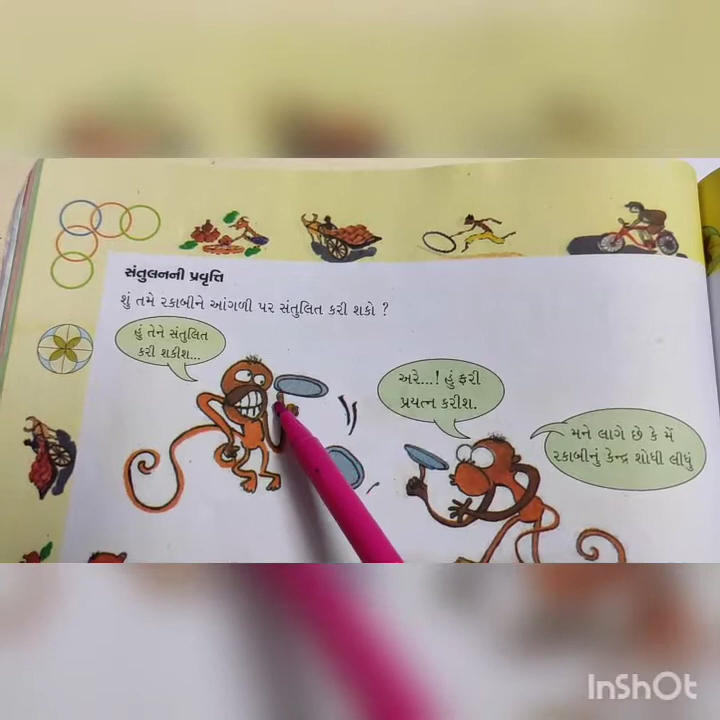 સંતુલનની પ્રવૃત્તિ
શું તમે રકાબીને આંગળી પર સંતુલિત કરી શકો ?
હું તેને સંતુલિત
કરી શકીશ...
અરે...! હું ફરી
પ્રયત્ન કરીશ.
મને લાગે છે કે મેં
રકાબીનું કેન્દ્ર શોધી લીધું
InShOt